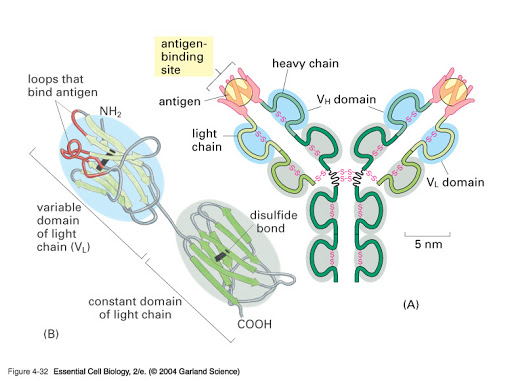 antigen-
binding
site
heavy chain
loops that
bind antigen
antigen
VH domain
NH2
light
chain
S-S
VL domain
variable
domain
of light
chain (VL)
disulfide
bond
5 nm
constant domain
of light chain
(A)
COOH
(B)
Figure 4-32 Essential Cell Biology, 2/e. (© 2004 Garland Science)